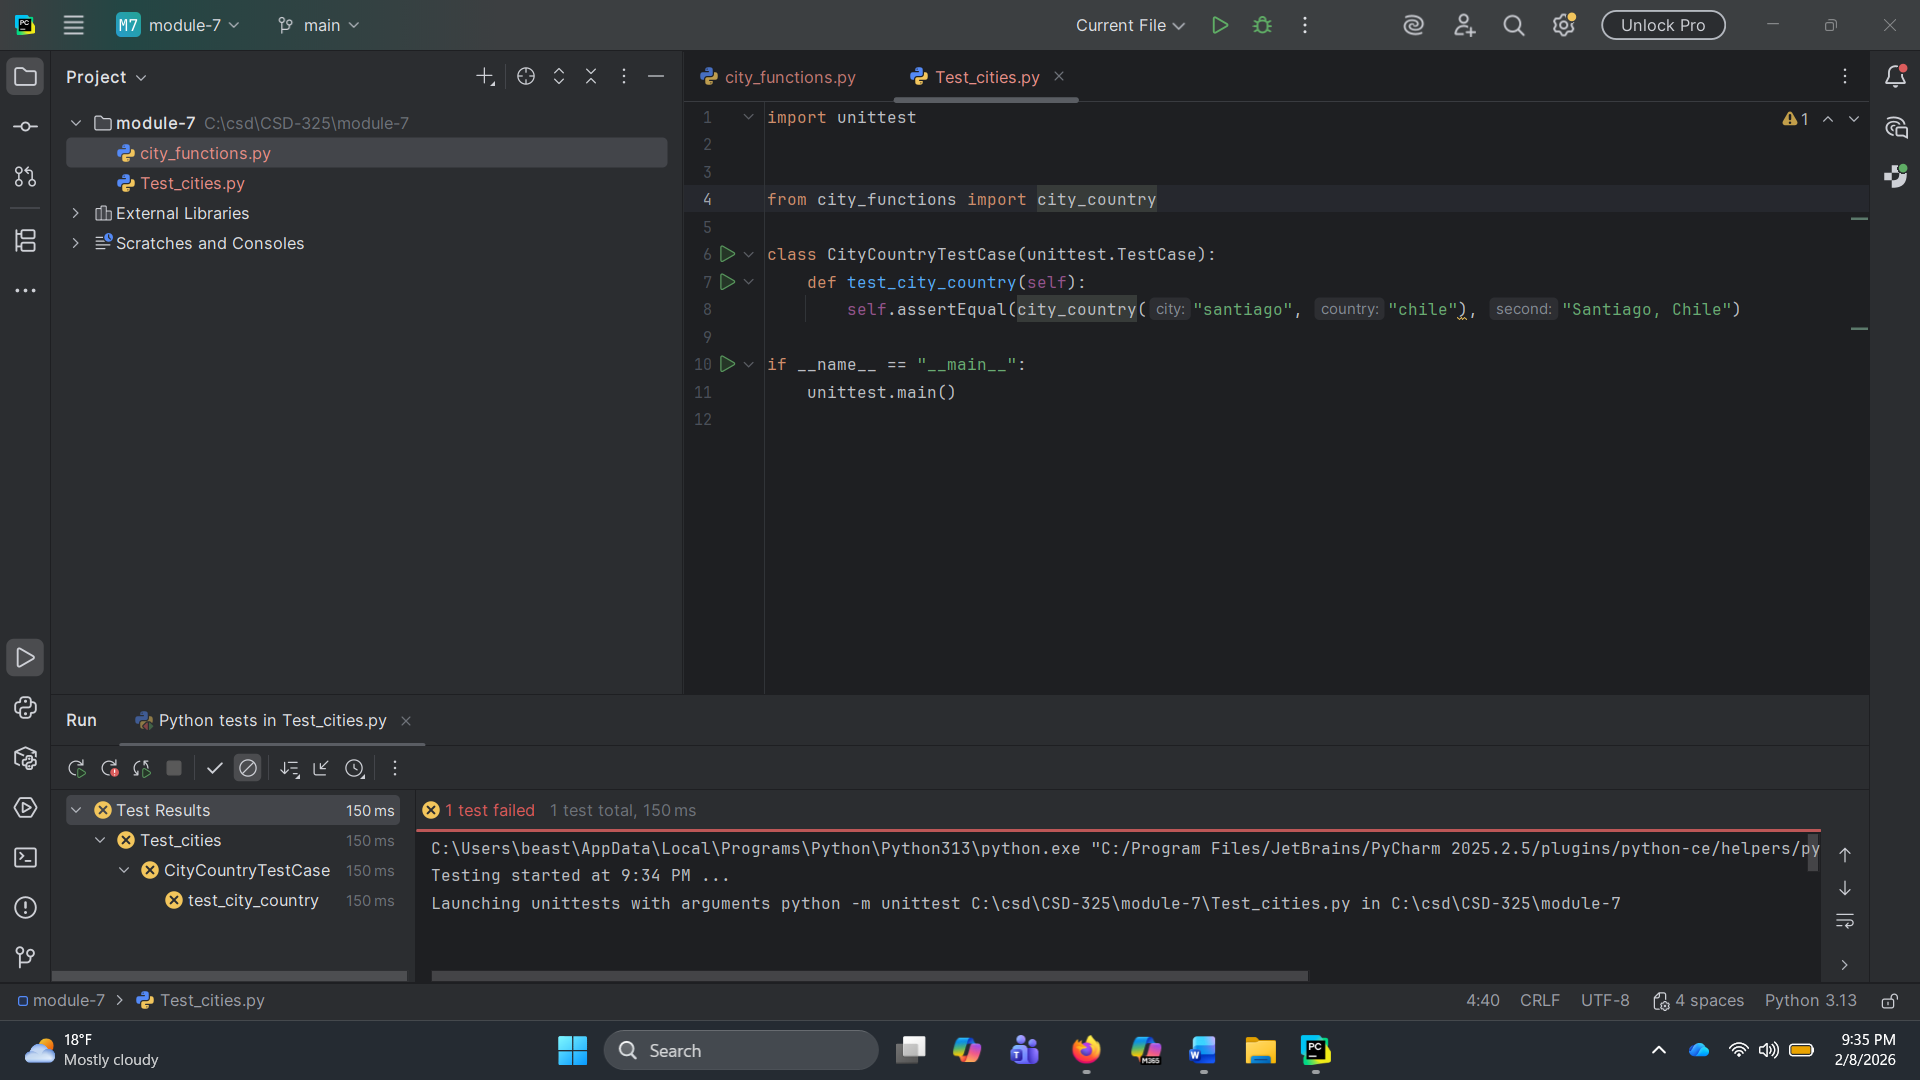 PC
M7 module-7
main
Current File
Unlock Pro
Project
city_functions.py
Test_cities.py
module-7 C:\csd\CSD-325\module-7
city_functions.py
Test_cities.py
External Libraries
Scratches and Consoles
1 import unittest
1
2
3
4 from city_functions import city_country
5
6 class CityCountryTestCase(unittest.TestCase):
7 def test_city_country(self):
8 self.assertEqual(city_country( city: "santiago", country: "chile"), second: "Santiago, Chile")
9
10 if __name__ == "__main__":
11 unittest.main()
12
Run
Python tests in Test_cities.py
Test Results 150 ms
Test_cities 150 ms
CityCountryTestCase 150 ms
test_city_country 150 ms
1 test failed 1 test total, 150 ms
C:\Users\beast\AppData\Local\Programs\Python\Python313\python.exe "C:/Program Files/JetBrains/PyCharm 2025.2.5/plugins/python-ce/helpers/py
Testing started at 9:34 PM ...
Launching unittests with arguments python -m unittest C:\csd\CSD-325\module-7\Test_cities.py in C:\csd\CSD-325\module-7
module-7 > Test_cities.py
4:40 CRLF UTF-8 4 spaces Python 3.13
18°F
Mostly cloudy
Search
T
M365
W
PC
9:35 PM
2/8/2026